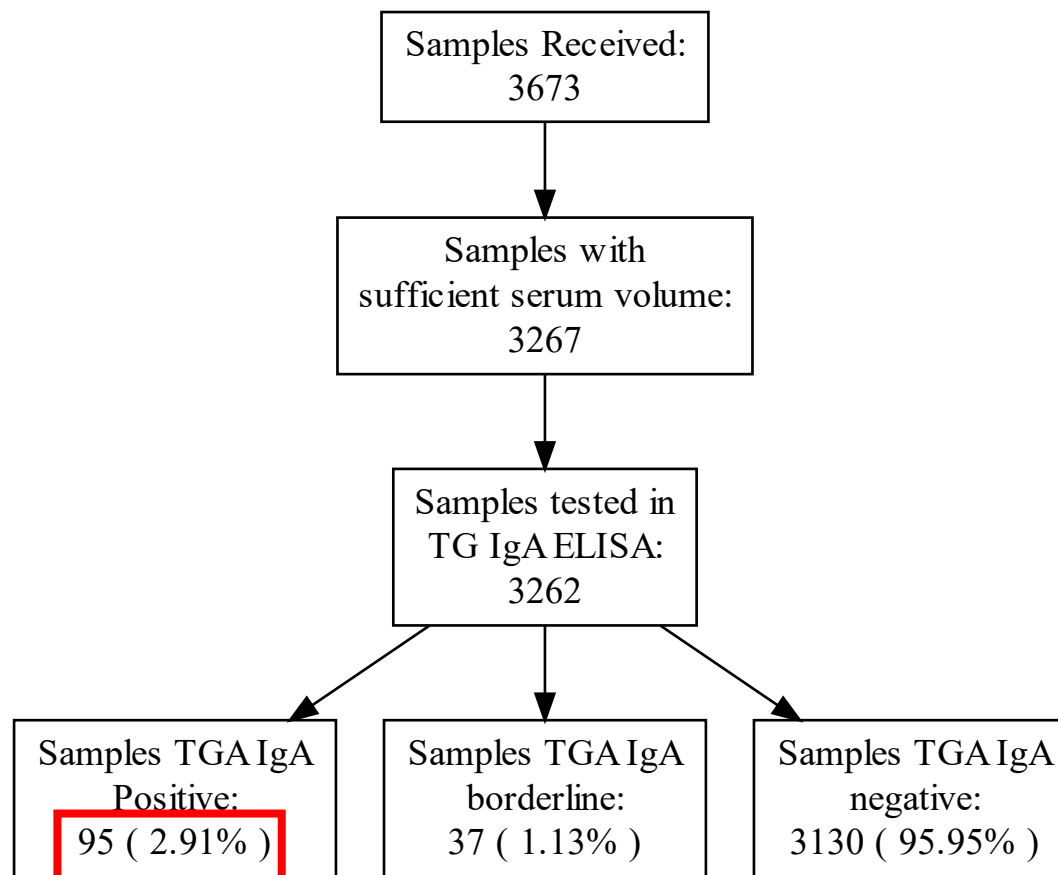 Samples Received:
3673
Samples with
sufficient serum volume:
3267
Samples tested in
TG IgA ELISA:
3262
Samples TGA IgA
Positive:
95 ( 2.91% )
Samples TGA IgA
borderline:
37 ( 1.13% )
Samples TGA IgA
negative:
3130 ( 95.95% )